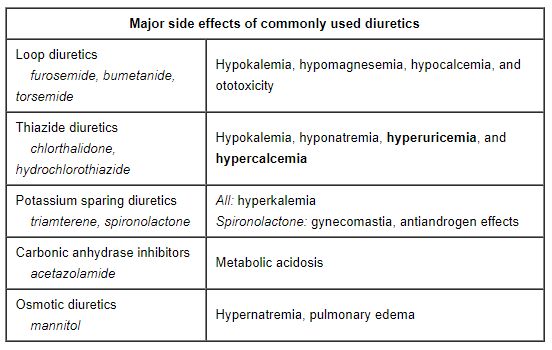 Major side effects of commonly used diuretics
Loop diuretics
furosemide, bumetanide,
torsemide
Hypokalemia, hypomagnesemia, hypocalcemia, and
ototoxicity
Thiazide diuretics
chlorthalidone,
hydrochlorothiazide
Hypokalemia, hyponatremia, hyperuricemia, and
hypercalcemia
Potassium sparing diuretics
triamterene, spironolactone
All: hyperkalemia
Spironolactone: gynecomastia, antiandrogen effects
Carbonic anhydrase inhibitors
acetazolamide
Metabolic acidosis
Osmotic diuretics
mannitol
Hypernatremia, pulmonary edema